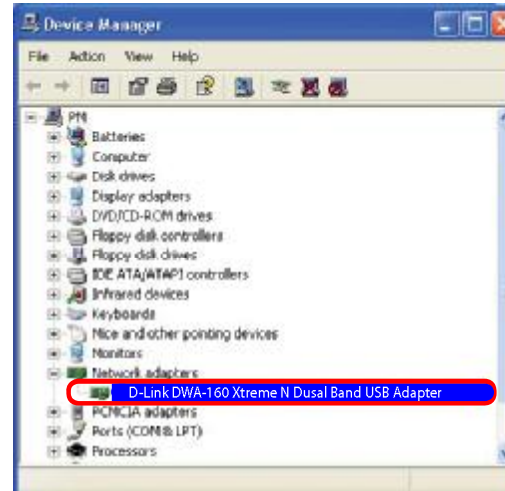 Device Manager
File Action View Help
PM
Batteries
Computer
Disk drives
Display adapters
DVD/CD-ROM drives
Floppy disk controllers
Floppy disk drives
IDE ATA/ATAPI controllers
Infrared devices
Keyboards
Mice and other pointing devices
Monitors
Network adapters
D-Link DWA-160 Xtreme N Dusal Band USB Adapter
PCMCIA adapters
Ports (COM & LPT)
Processors